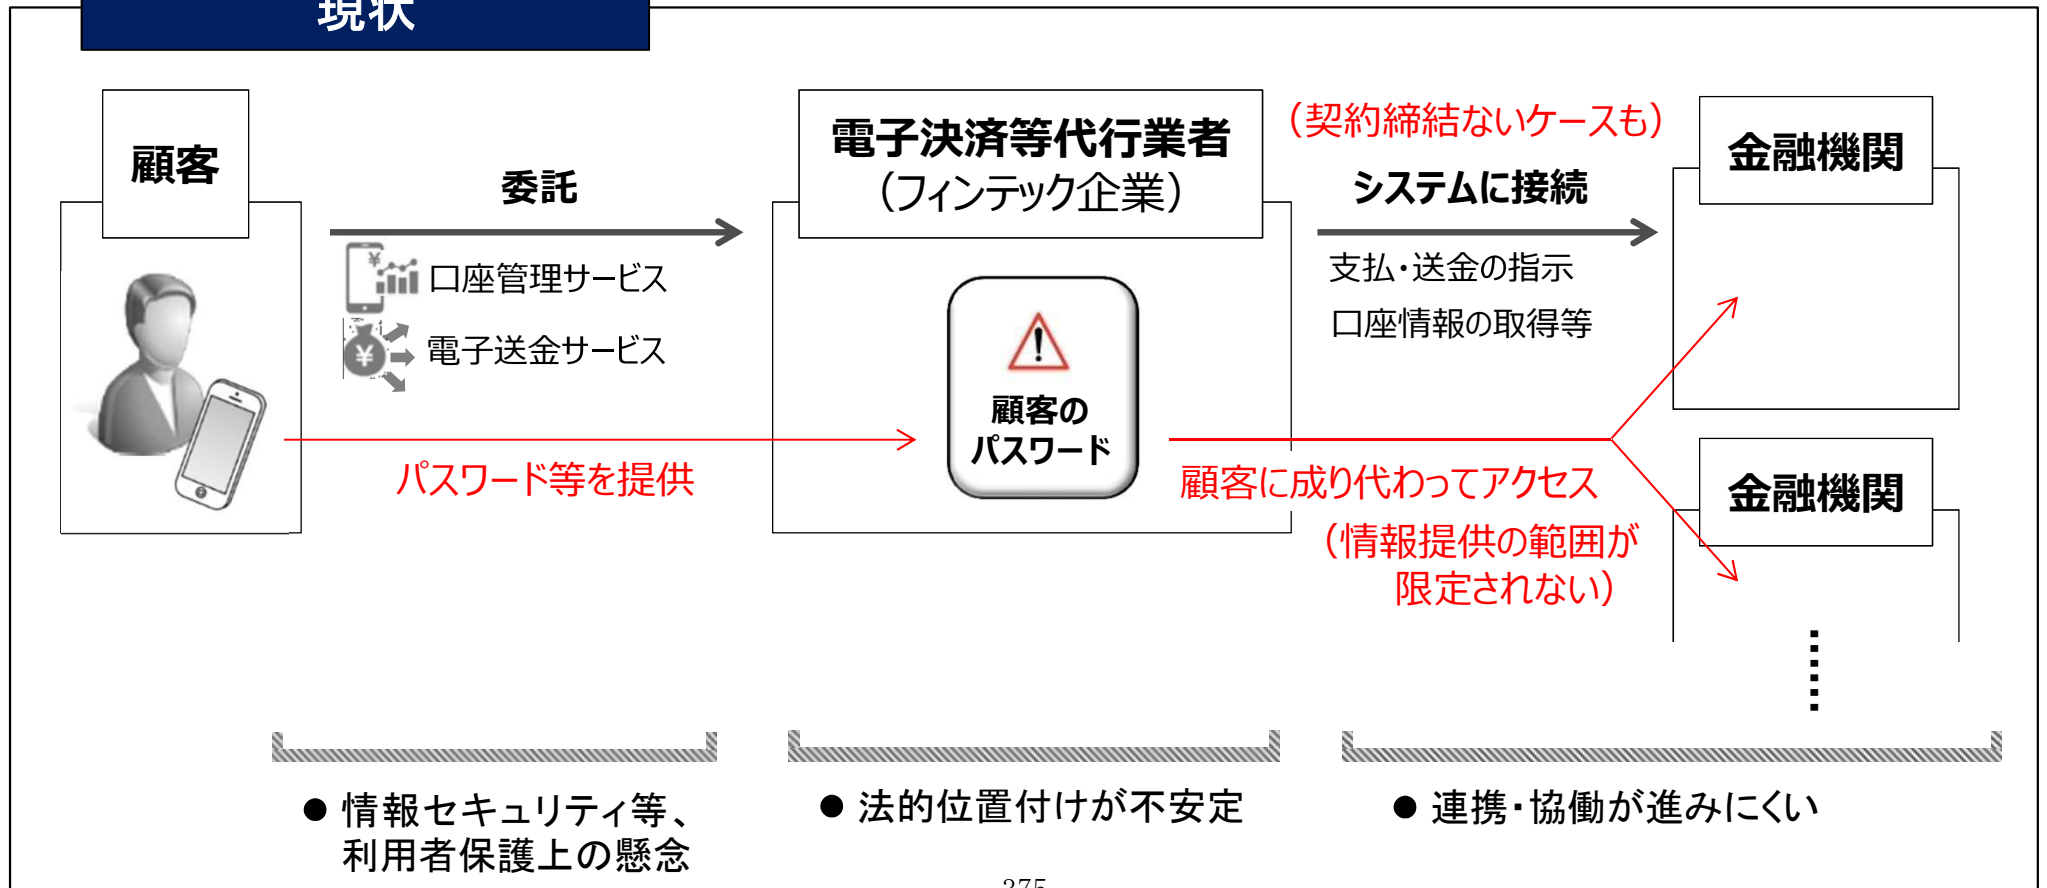 現状
顧客
委託
口座管理サービス
電子送金サービス
パスワード等を提供
電子決済等代行業者
（フィンテック企業）
顧客の
パスワード
（契約締結ないケースも）
システムに接続
支払・送金の指示
口座情報の取得等
顧客に成り代わってアクセス
（情報提供の範囲が
限定されない）
金融機関
金融機関
● 情報セキュリティ等、
利用者保護上の懸念
● 法的位置付けが不安定
● 連携・協働が進みにくい
375